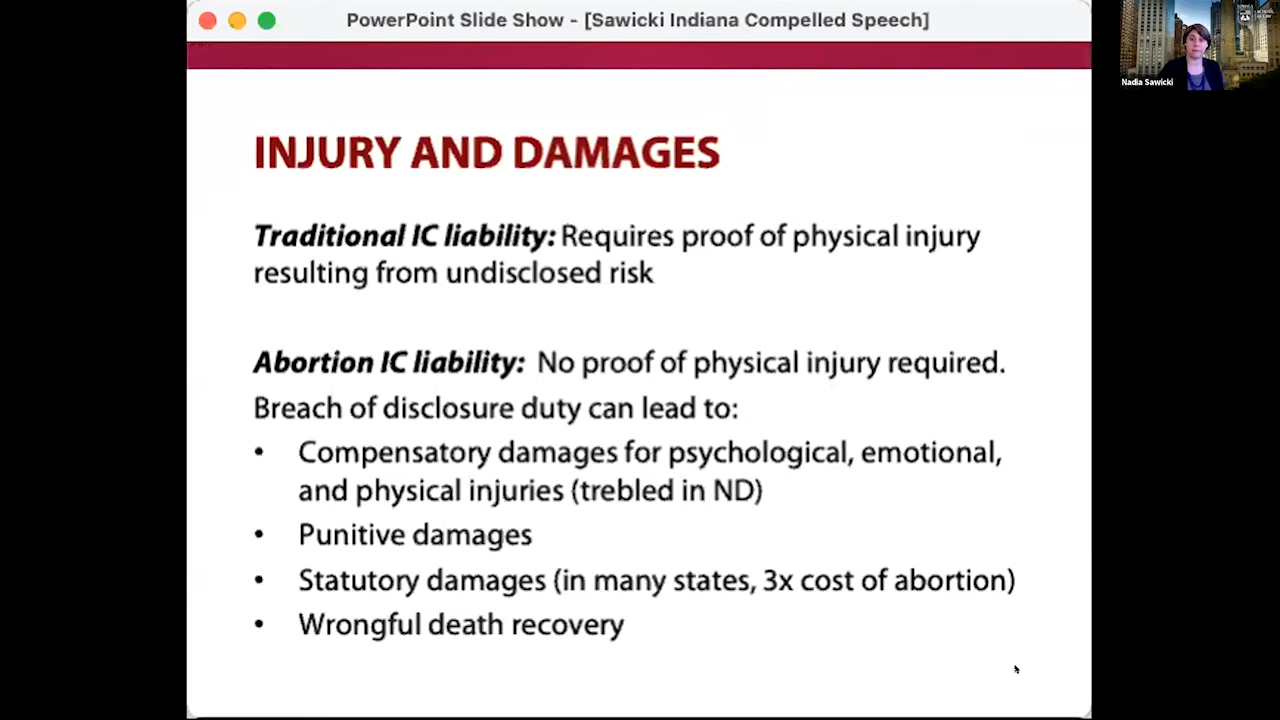 PowerPoint Slide Show - [Sawicki Indiana Compelled Speech]
INJURY AND DAMAGES
Traditional IC liability: Requires proof of physical injury
resulting from undisclosed risk
Abortion IC liability: No proof of physical injury required.
Breach of disclosure duty can lead to:
• Compensatory damages for psychological, emotional,
and physical injuries (trebled in ND)
• Punitive damages
• Statutory damages (in many states, 3x cost of abortion)
• Wrongful death recovery
Nadia Sawicki